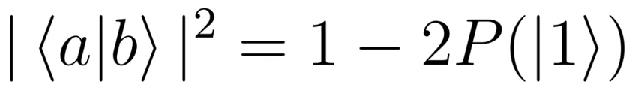 | ⟨a|b⟩ |² = 1 − 2P(|1⟩)